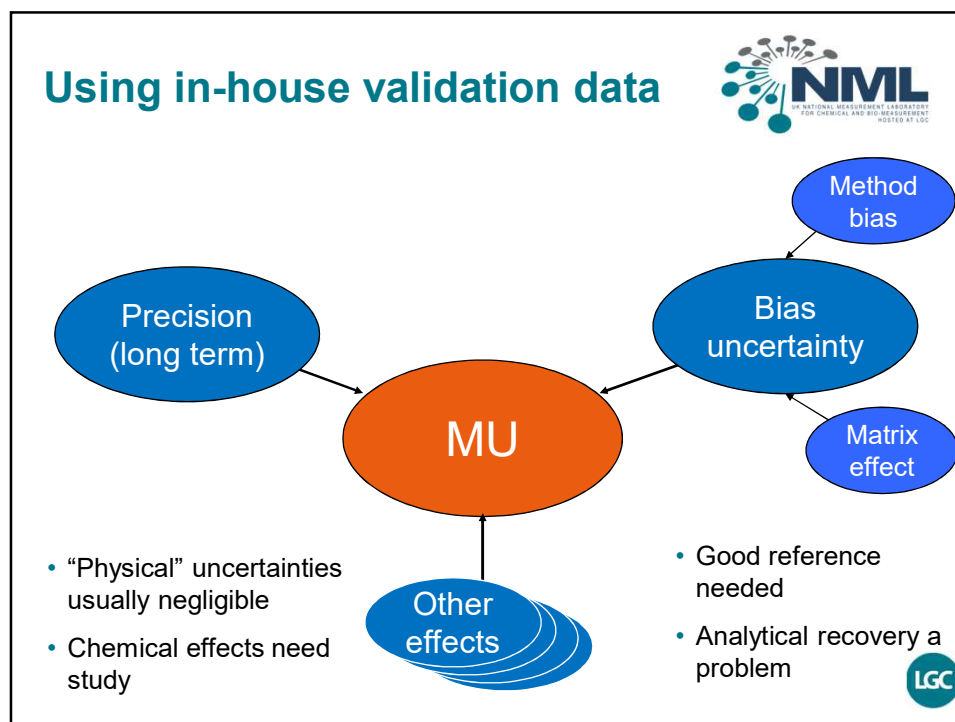 Using in-house validation data
NML
UK NATIONAL MEASUREMENT LABORATORY
FOR CHEMICAL AND BIO-MEASUREMENT
HOSTED AT LGC
Method
bias
Precision
(long term)
Bias
uncertainty
MU
Matrix
effect
• “Physical” uncertainties
usually negligible
• Chemical effects need
study
Other
effects
• Good reference
needed
• Analytical recovery a
problem
LGC